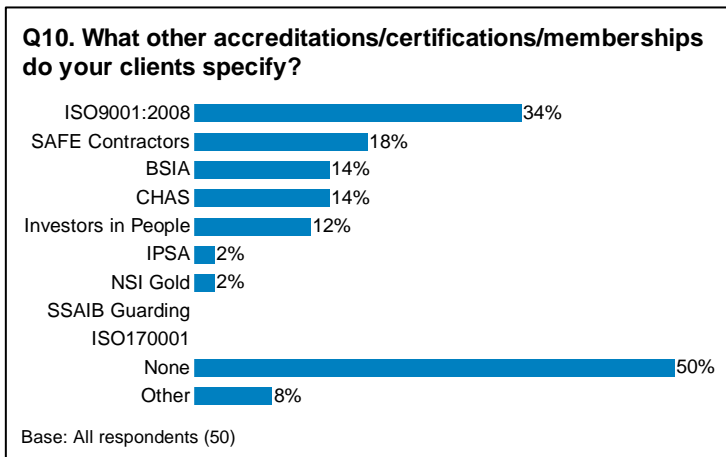 Q10. What other accreditations/certifications/memberships
do your clients specify?
ISO9001:2008 34%
SAFE Contractors 18%
BSIA 14%
CHAS 14%
Investors in People 12%
IPSA 2%
NSI Gold 2%
SSAIB Guarding
ISO170001
None 50%
Other 8%
Base: All respondents (50)